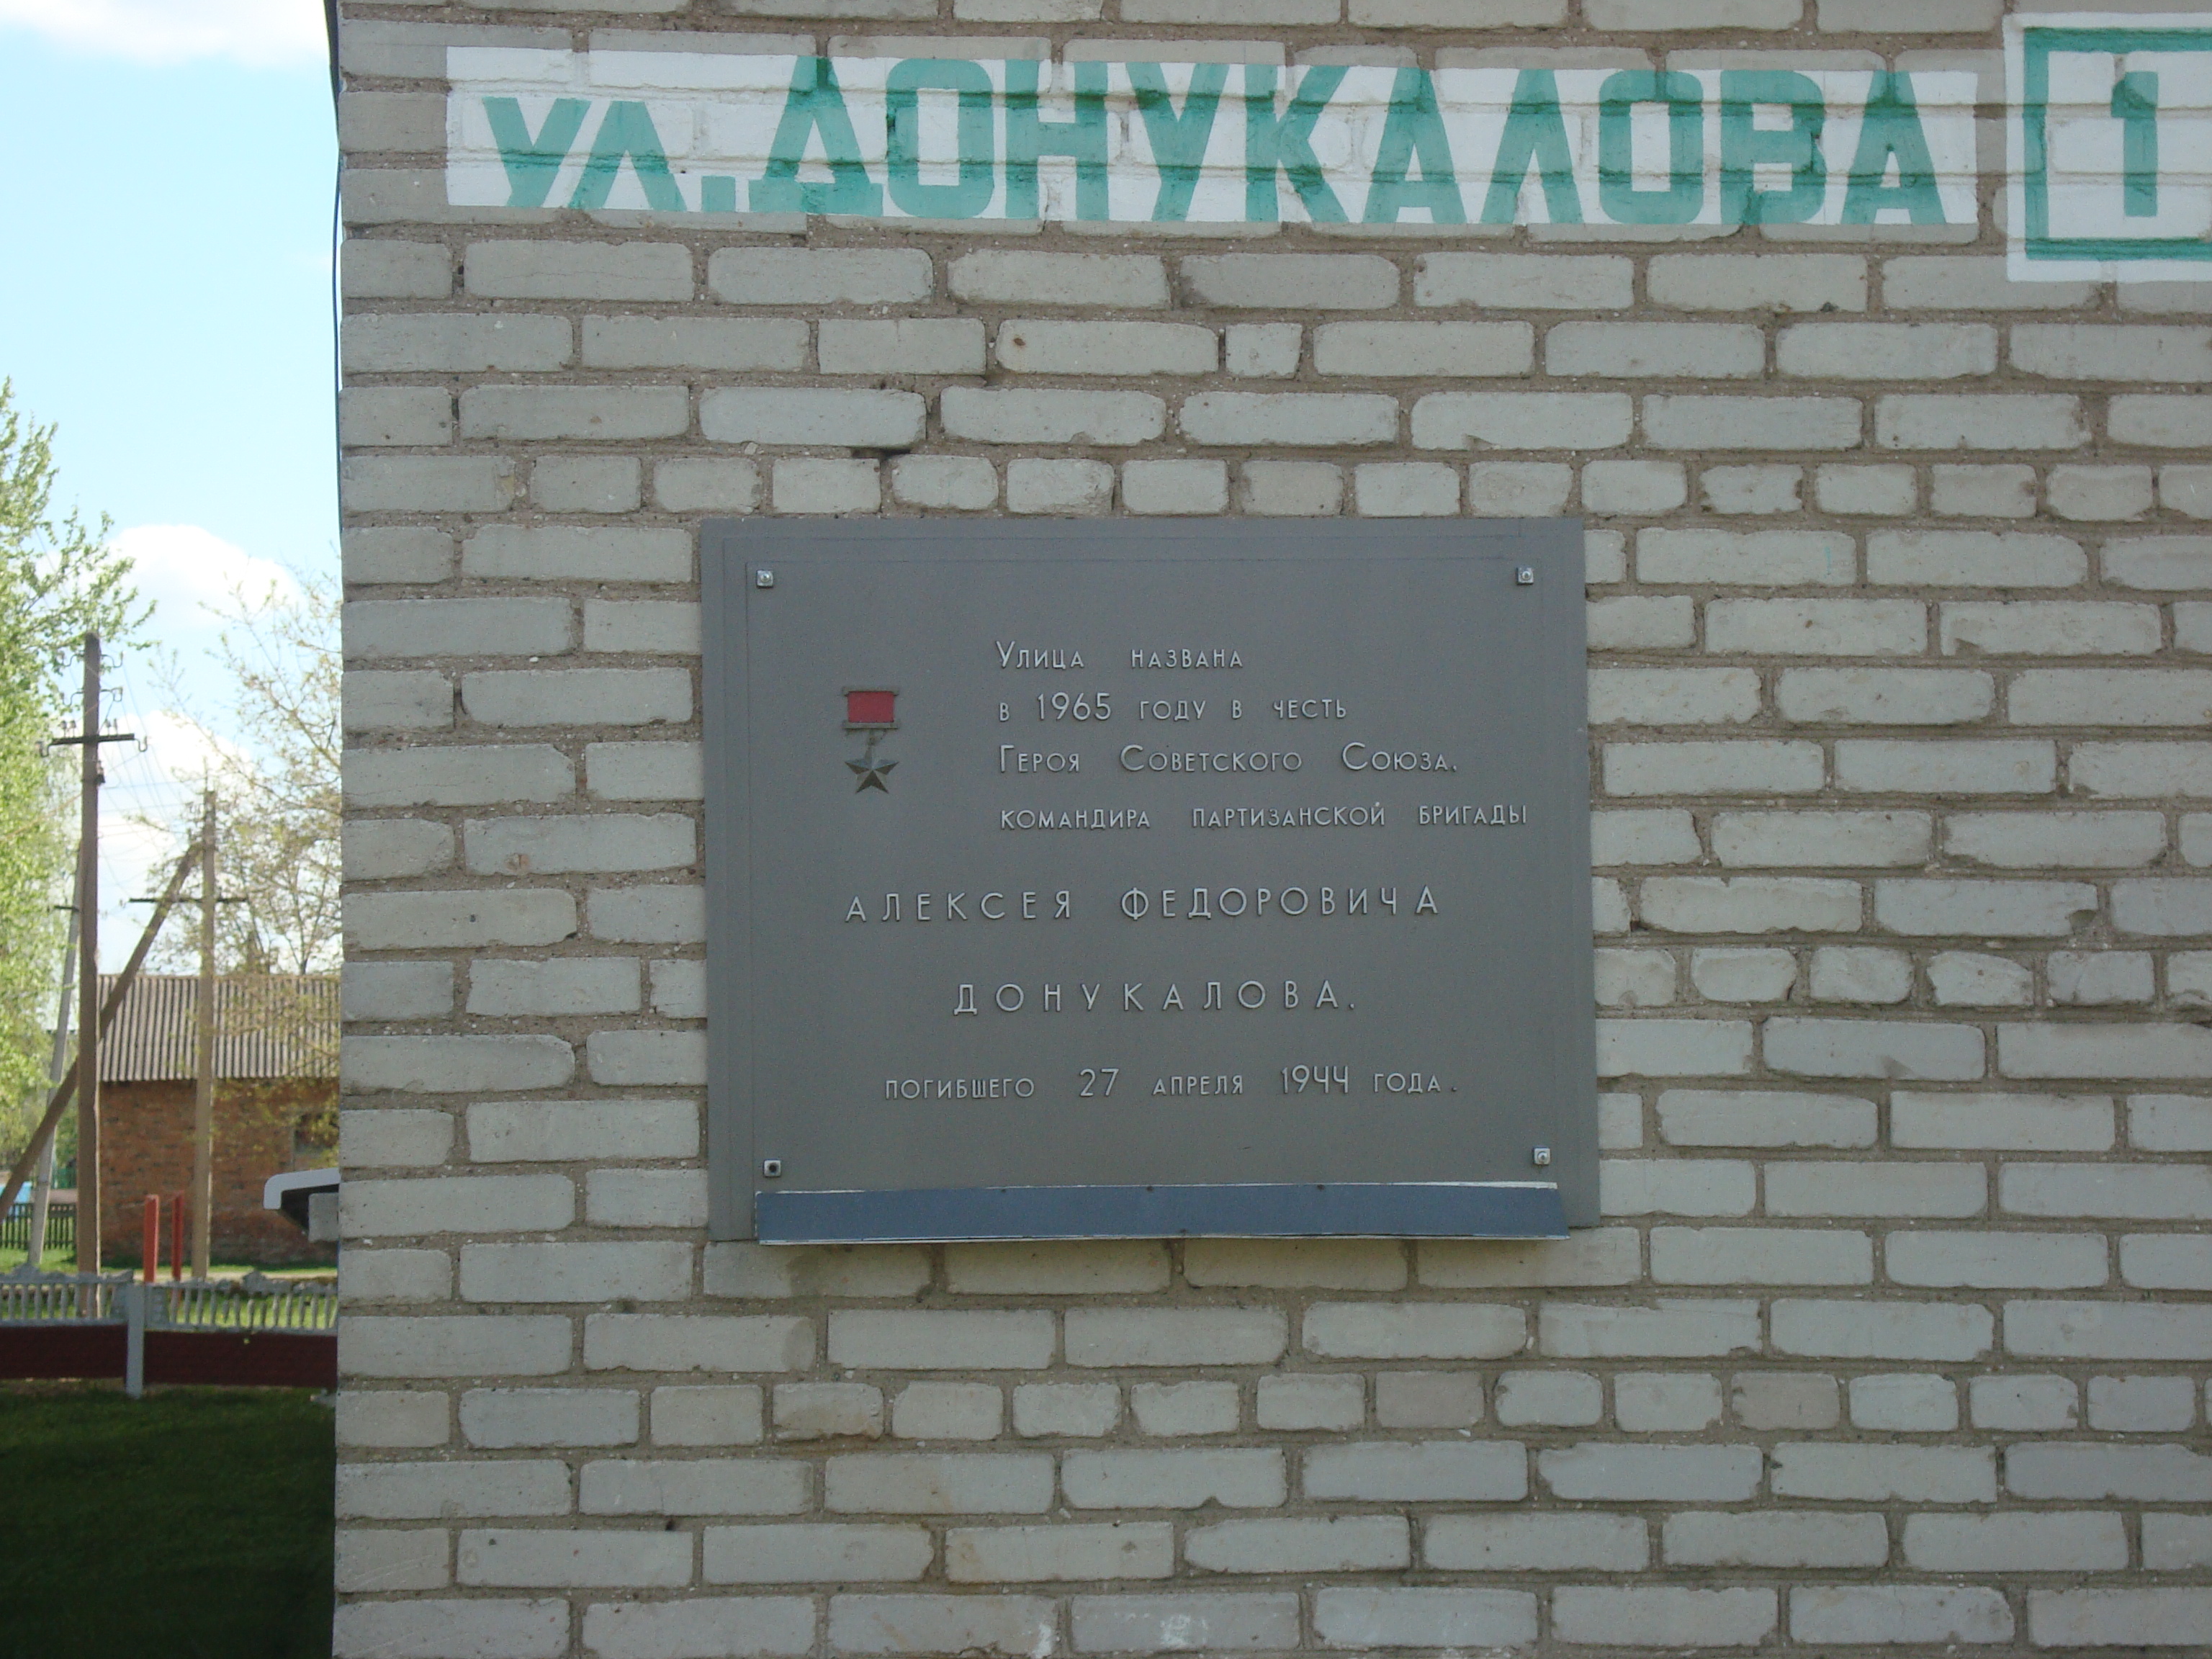 ул. ДОНУКАЛОВА 1
Улица названа
в 1965 году в честь
Героя Советского Союза.
командира партизанской бригады
АЛЕКСЕЯ ФЕДОРОВИЧА
ДОНУКАЛОВА.
погибшего 27 апреля 1944 года.